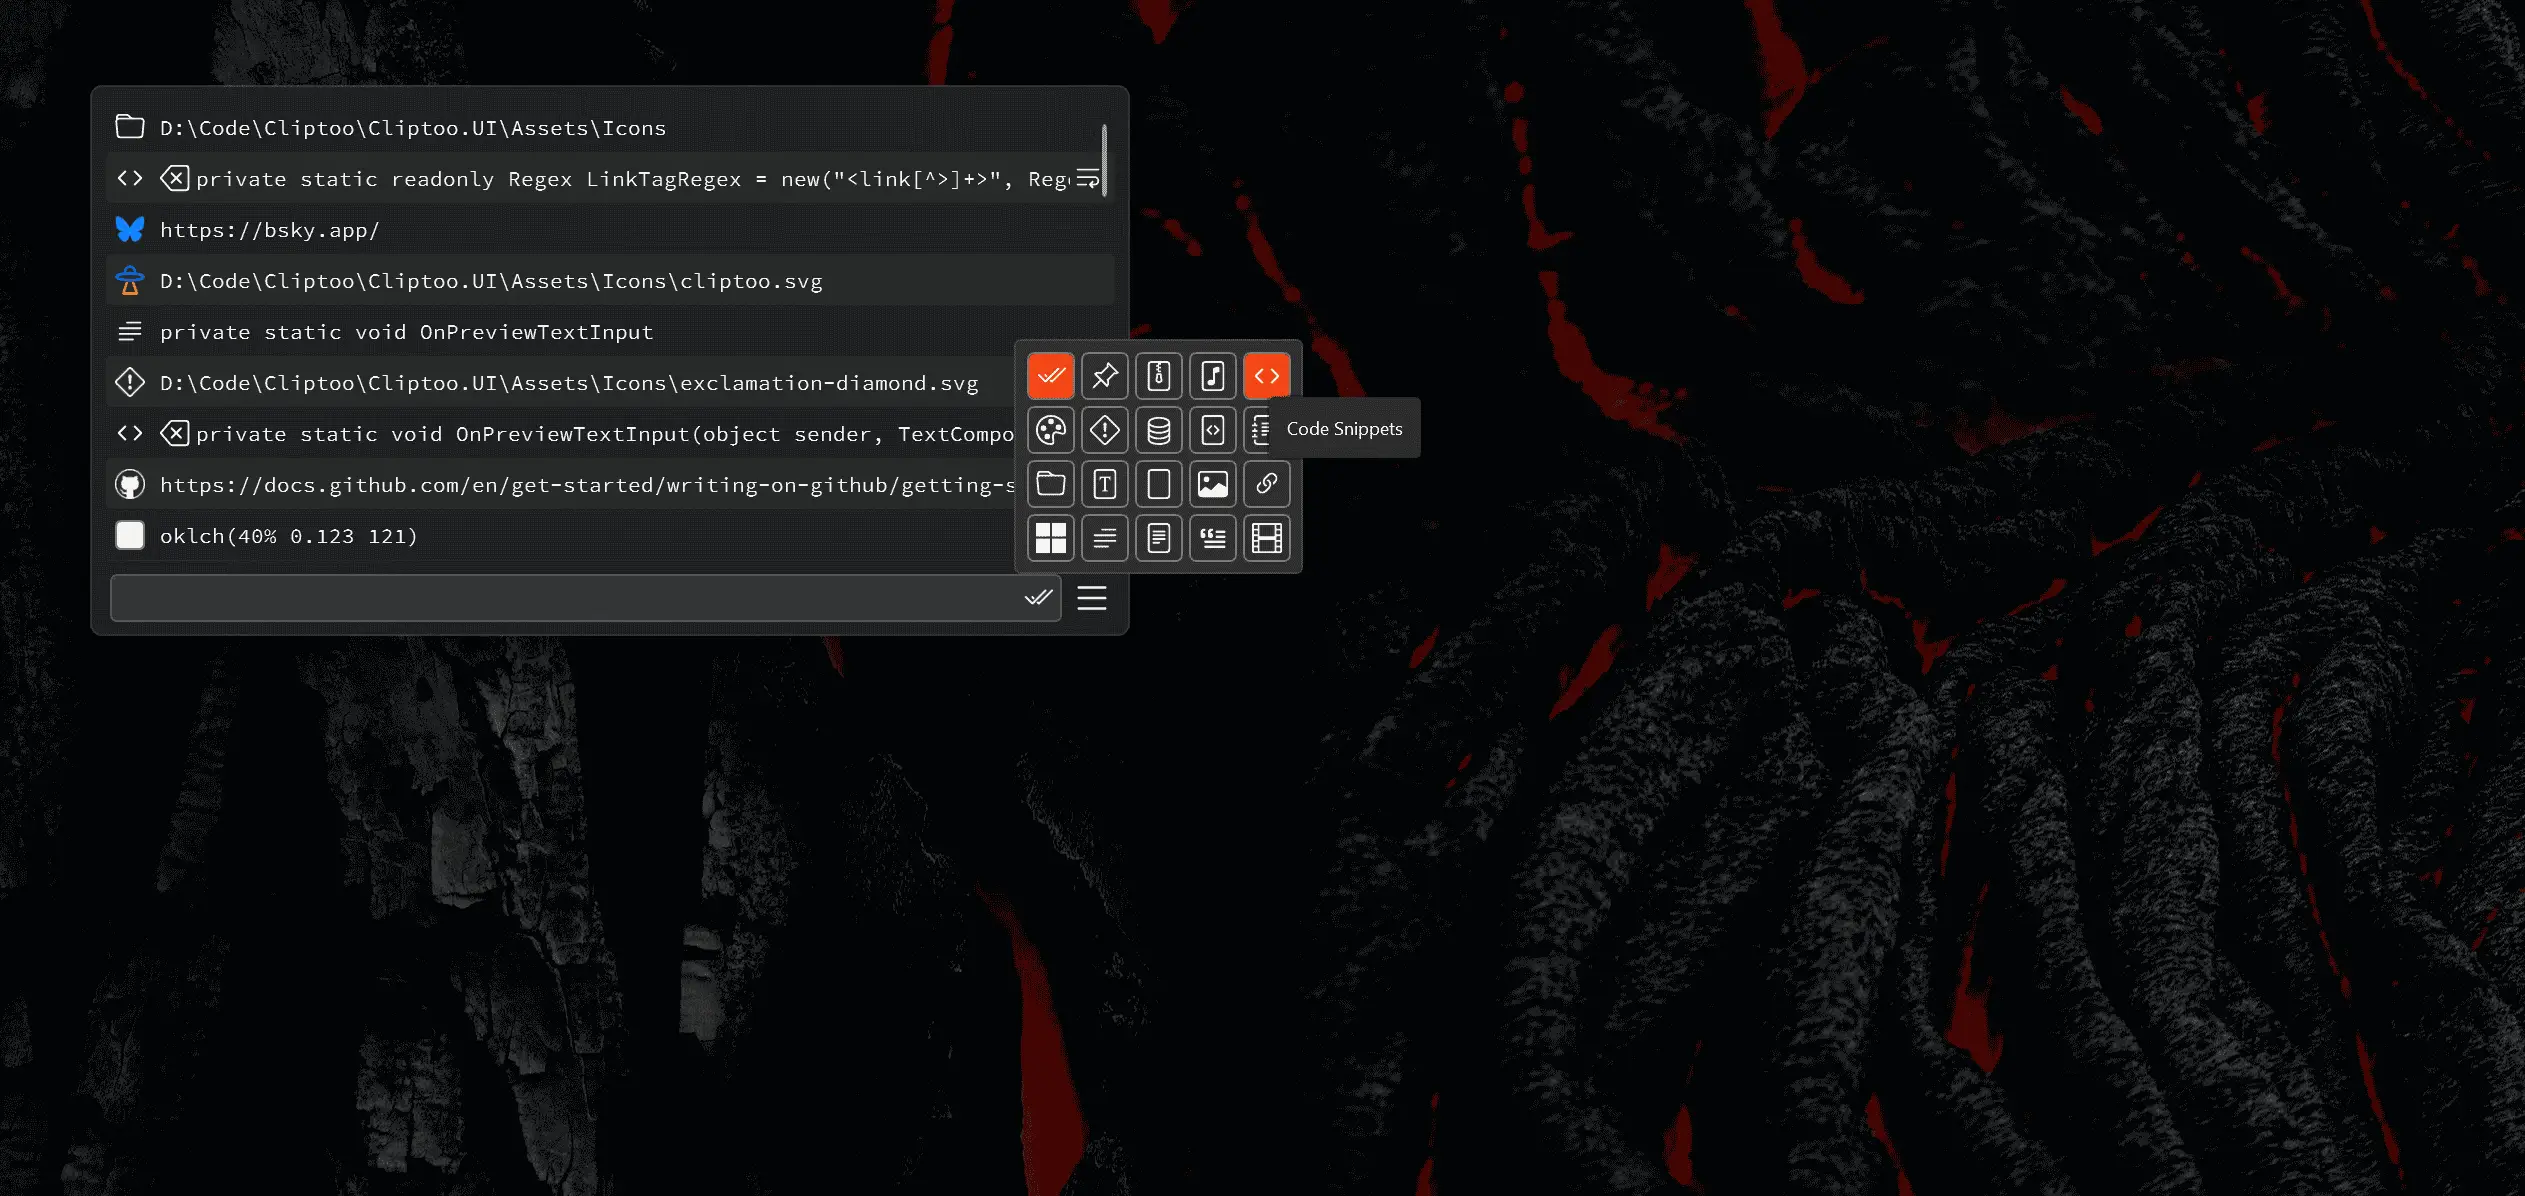 D:\Code\Cliptoo\Cliptoo.UI\Assets\Icons
private static readonly Regex LinkTagRegex = new("<link[^>]+>", Reg
https://bsky.app/
D:\Code\Cliptoo\Cliptoo.UI\Assets\Icons\cliptoo.svg
private static void OnPreviewTextInput
D:\Code\Cliptoo\Cliptoo.UI\Assets\Icons\exclamation-diamond.svg
private static void OnPreviewTextInput(object sender, TextCompo
Code Snippets
https://docs.github.com/en/get-started/writing-on-github/getting-s
oklch(40% 0.123 121)